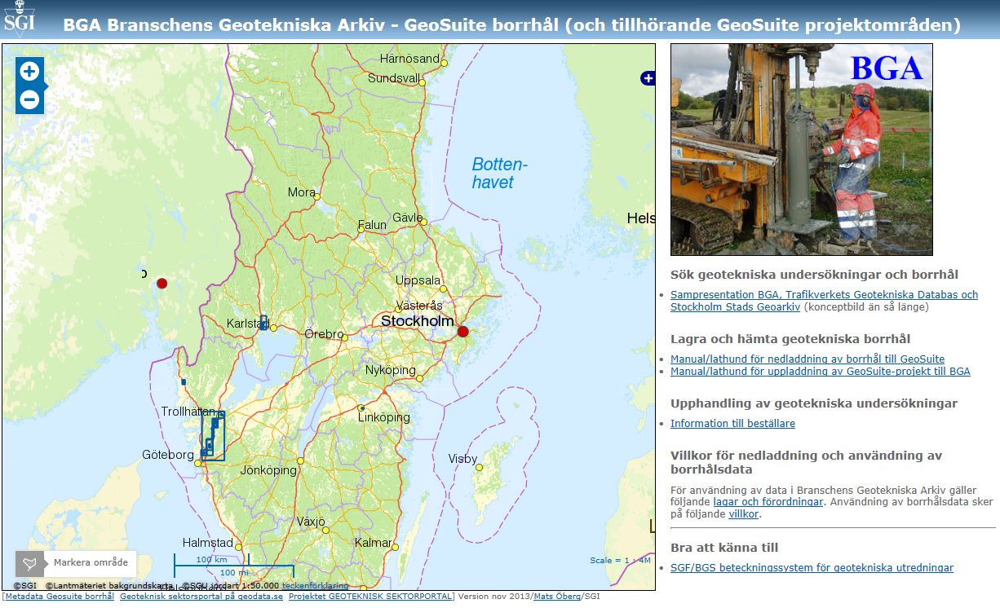 SGI
BGA Branschens Geotekniska Arkiv - GeoSuite borrhål (och tillhörande GeoSuite projektområden)
Härnösand
Sundsvall
Botten-
havet
Mora
Gävle
Falun
Hels
Uppsala
Västerås
Stockholm
Karlstad
Örebro
Nyköping
Trollhättan
Linköping
Göteborg
Visby
Jönköping
Växjö
Halmstad
Kalmar
Markera område
100 km
100 mi
Scale = 1 : 4M
©SGI ©Lantmäteriet bakgrundskarta, ©SGU jordart 1:50.000 teckenförklaring
BGA
Sök geotekniska undersökningar och borrhål
Sampresentation BGA, Trafikverkets Geotekniska Databas och
Stockholm Stads Geoarkiv (konceptbild än så länge)
Lagra och hämta geotekniska borrhål
Manual/lathund för nedladdning av borrhål till GeoSuite
Manual/lathund för uppladdning av GeoSuite-projekt till BGA
Upphandling av geotekniska undersökningar
Information till beställare
Villkor för nedladdning och användning av
borrhålsdata
För användning av data i Branschens Geotekniska Arkiv gäller
följande lagar och förordningar. Användning av borrhålsdata sker
på följande villkor.
Bra att känna till
SGF/BGS beteckningssystem för geotekniska utredningar
[Metadata Geosuite borrhål Geoteknisk sektorsportal på geodata.se Projektet GEOTEKNISK SEKTORPORTAL] Version nov 2013/Mats Öberg/SGI